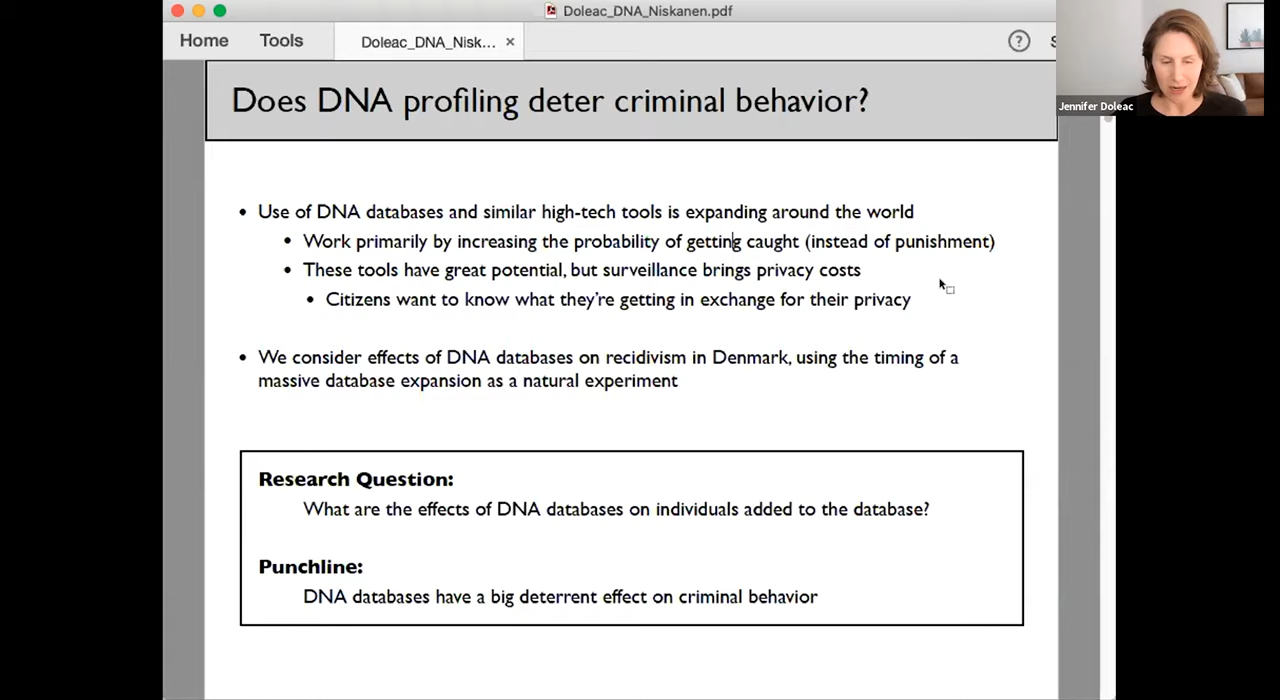 Doleac_DNA_Niskanen.pdf
Home Tools Doleac_DNA_Nisk... × ? S
Jennifer Doleac
Does DNA profiling deter criminal behavior?
• Use of DNA databases and similar high-tech tools is expanding around the world
• Work primarily by increasing the probability of getting caught (instead of punishment)
• These tools have great potential, but surveillance brings privacy costs
• Citizens want to know what they're getting in exchange for their privacy
• We consider effects of DNA databases on recidivism in Denmark, using the timing of a
massive database expansion as a natural experiment
Research Question:
What are the effects of DNA databases on individuals added to the database?
Punchline:
DNA databases have a big deterrent effect on criminal behavior